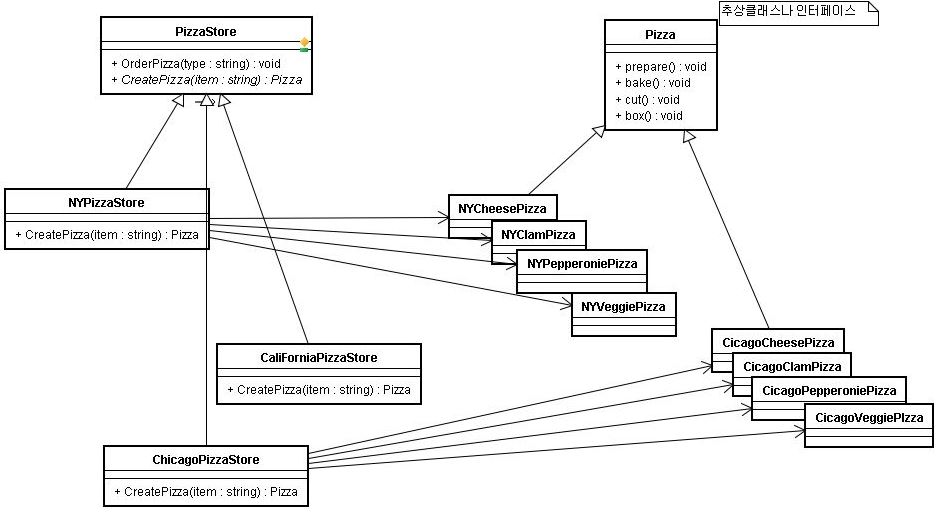 추상클래스나 인터페이스
PizzaStore
+ OrderPizza(type : string) : void
+ CreatePizza(item : string) : Pizza
Pizza
+ prepare() : void
+ bake() : void
+ cut() : void
+ box() : void
NYPizzaStore
+ CreatePizza(item : string) : Pizza
NYCheesePizza
NYClamPizza
NYPepperoniePizza
NYVeggiePizza
CaliForniaPizzaStore
+ CreatePizza(item : string) : Pizza
CicagoCheesePizza
CicagoClamPizza
CicagoPepperoniePizza
CicagoVeggiePIzza
ChicagoPizzaStore
+ CreatePizza(item : string) : Pizza